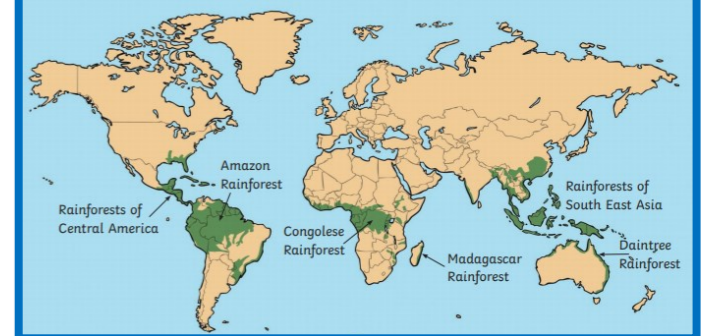 Amazon
Rainforest
Rainforests of
Central America
Congolese
Rainforest
Madagascar
Rainforest
Rainforests of
South East Asia
Daintree
Rainforest